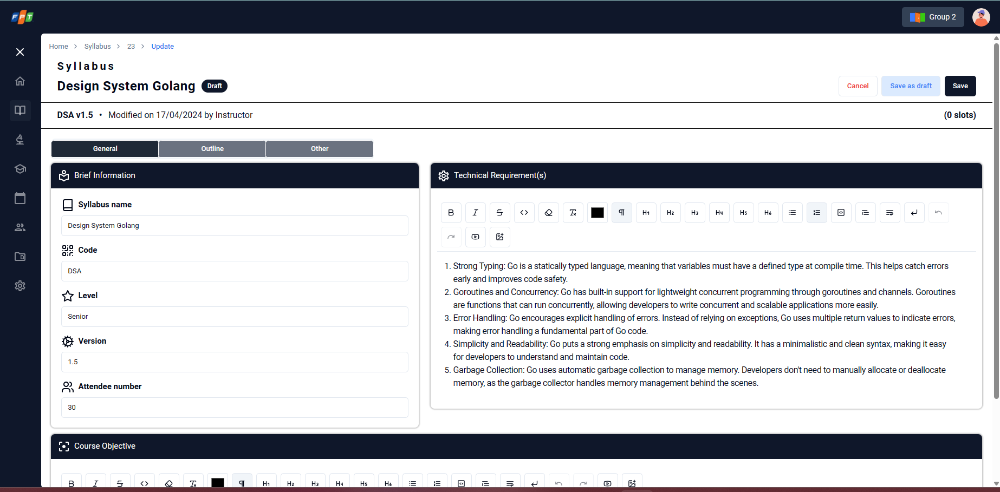 FPT
Group 2
Home > Syllabus > 23 > Update
Syllabus
Design System Golang Draft
Cancel Save as draft Save
DSA v1.5 • Modified on 17/04/2024 by Instructor (0 slots)
General Outline Other
Brief Information
Syllabus name
Design System Golang
Code
DSA
Level
Senior
Version
1.5
Attendee number
30
Technical Requirement(s)
B I S <> Tx ¶ H1 H2 H3 H4 H5 H6
1. Strong Typing: Go is a statically typed language, meaning that variables must have a defined type at compile time. This helps catch errors
early and improves code safety.
2. Goroutines and Concurrency: Go has built-in support for lightweight concurrent programming through goroutines and channels. Goroutines
are functions that can run concurrently, allowing developers to write concurrent and scalable applications more easily.
3. Error Handling: Go encourages explicit handling of errors. Instead of relying on exceptions, Go uses multiple return values to indicate errors,
making error handling a fundamental part of Go code.
4. Simplicity and Readability: Go puts a strong emphasis on simplicity and readability. It has a minimalistic and clean syntax, making it easy
for developers to understand and maintain code.
5. Garbage Collection: Go uses automatic garbage collection to manage memory. Developers don't need to manually allocate or deallocate
memory, as the garbage collector handles memory management behind the scenes.
Course Objective
B I S <> Tx ¶ H1 H2 H3 H4 H5 H6